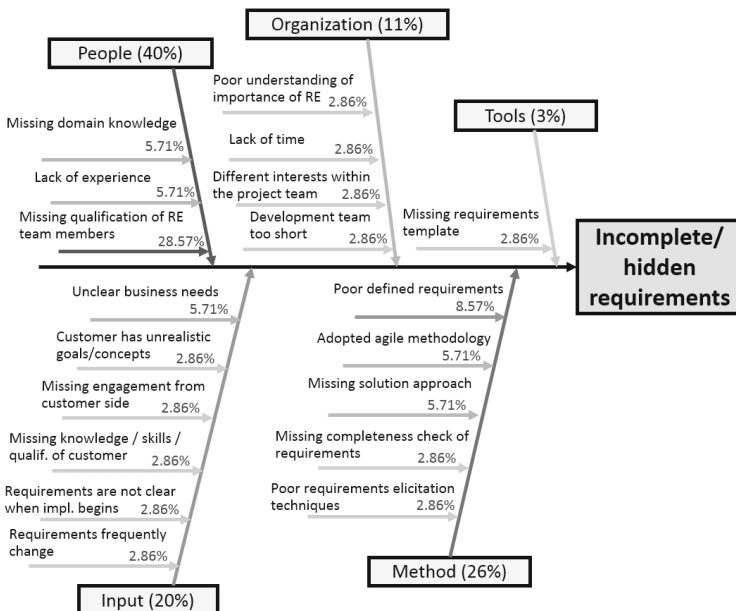 Organization (11%)
People (40%)
Poor understanding of
importance of RE
2.86%
Tools (3%)
Missing domain knowledge
5.71%
Lack of time
2.86%
Lack of experience
5.71%
Different interests within
the project team
2.86%
Missing qualification of RE
team members
28.57%
Development team
too short
2.86%
Missing requirements
template
2.86%
Incomplete/
hidden
requirements
Unclear business needs
5.71%
Poor defined requirements
8.57%
Customer has unrealistic
goals/concepts
2.86%
Adopted agile methodology
5.71%
Missing engagement from
customer side
2.86%
Missing solution approach
5.71%
Missing knowledge / skills /
qualif. of customer
2.86%
Missing completeness check of
requirements
2.86%
Requirements are not clear
when impl. begins
2.86%
Poor requirements elicitation
techniques
2.86%
Requirements frequently
change
2.86%
Method (26%)
Input (20%)